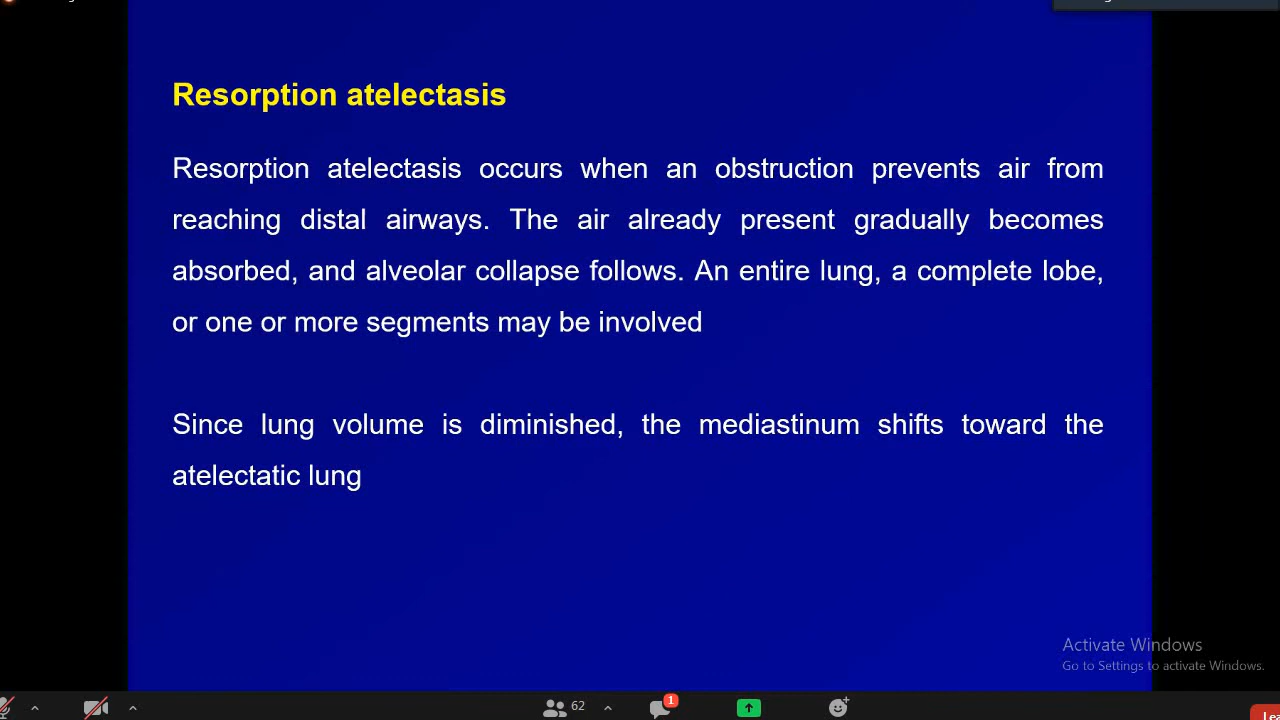 Resorption atelectasis
Resorption atelectasis occurs when an obstruction prevents air from
reaching distal airways. The air already present gradually becomes
absorbed, and alveolar collapse follows. An entire lung, a complete lobe,
or one or more segments may be involved
Since lung volume is diminished, the mediastinum shifts toward the
atelectatic lung
Activate Windows
Go to Settings to activate Windows.
62
1